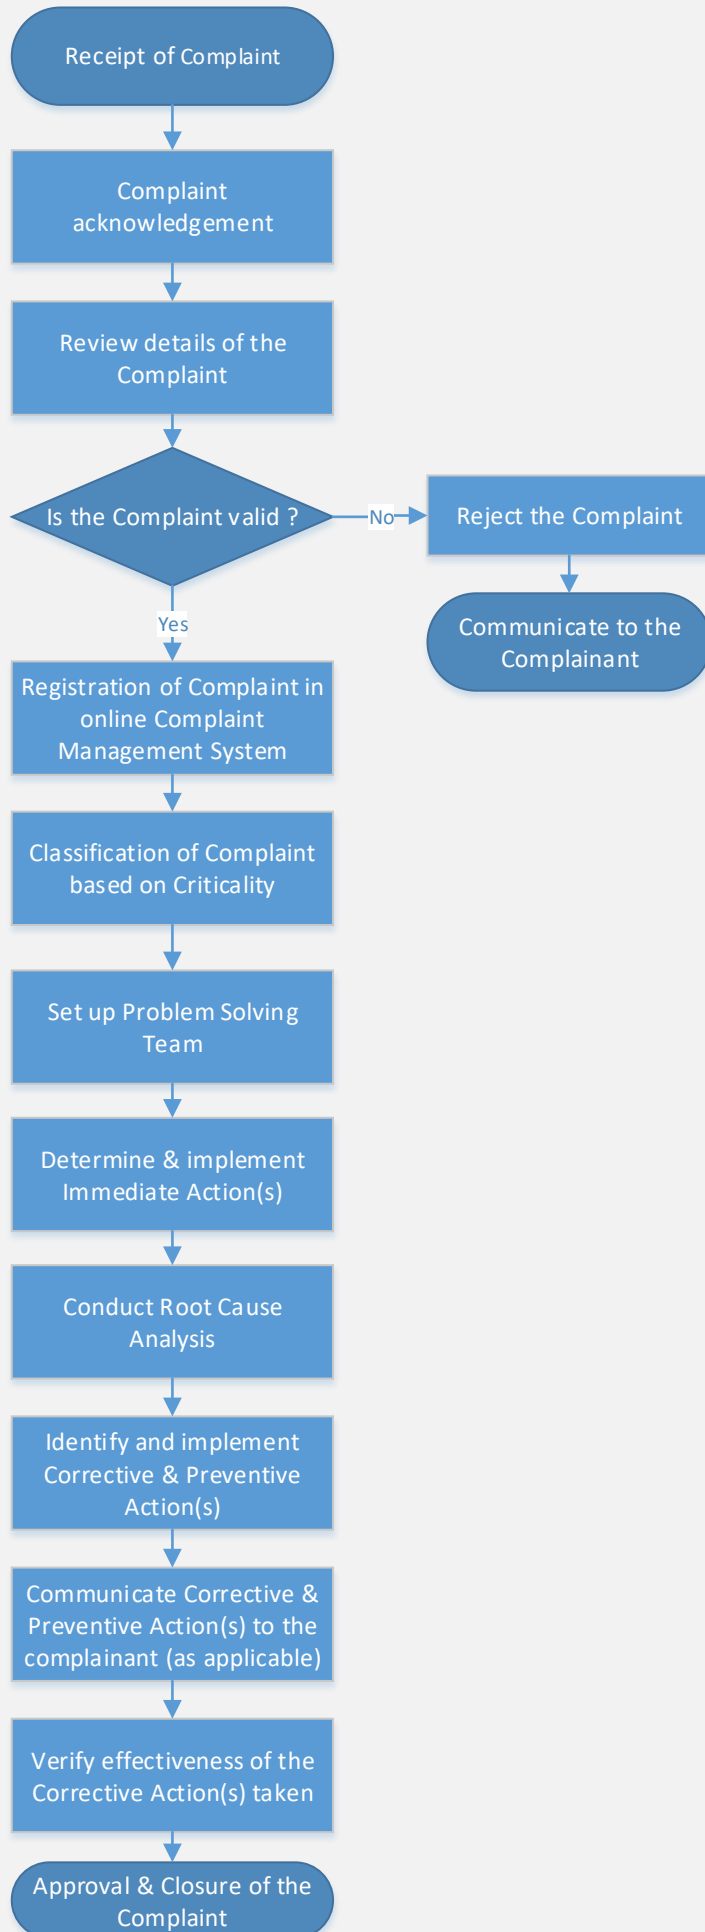 Receipt of Complaint
Complaint
acknowledgement
Review details of the
Complaint
Is the Complaint valid ?
No
Reject the Complaint
Communicate to the
Complainant
Yes
Registration of Complaint in
online Complaint
Management System
Classification of Complaint
based on Criticality
Set up Problem Solving
Team
Determine & implement
Immediate Action(s)
Conduct Root Cause
Analysis
Identify and implement
Corrective & Preventive
Action(s)
Communicate Corrective &
Preventive Action(s) to the
complainant (as applicable)
Verify effectiveness of the
Corrective Action(s) taken
Approval & Closure of the
Complaint